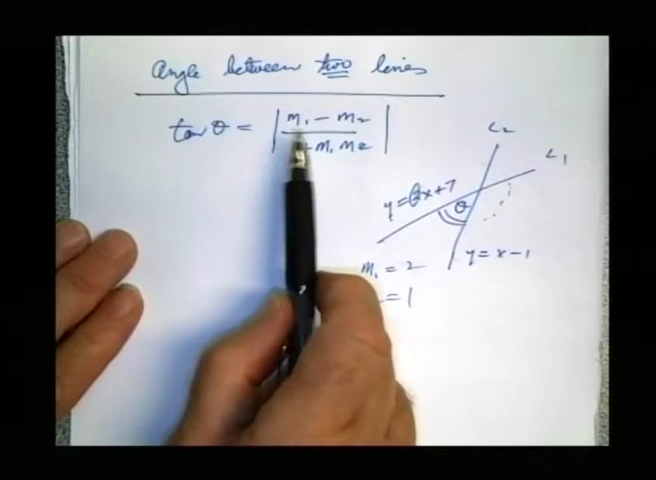 Angle between two lines
tan θ = | m₁ - m₂
m₁ m₂ |
L₂
L₁
y = 2x+7
θ
y = x - 1
m₁ = 2
= 1